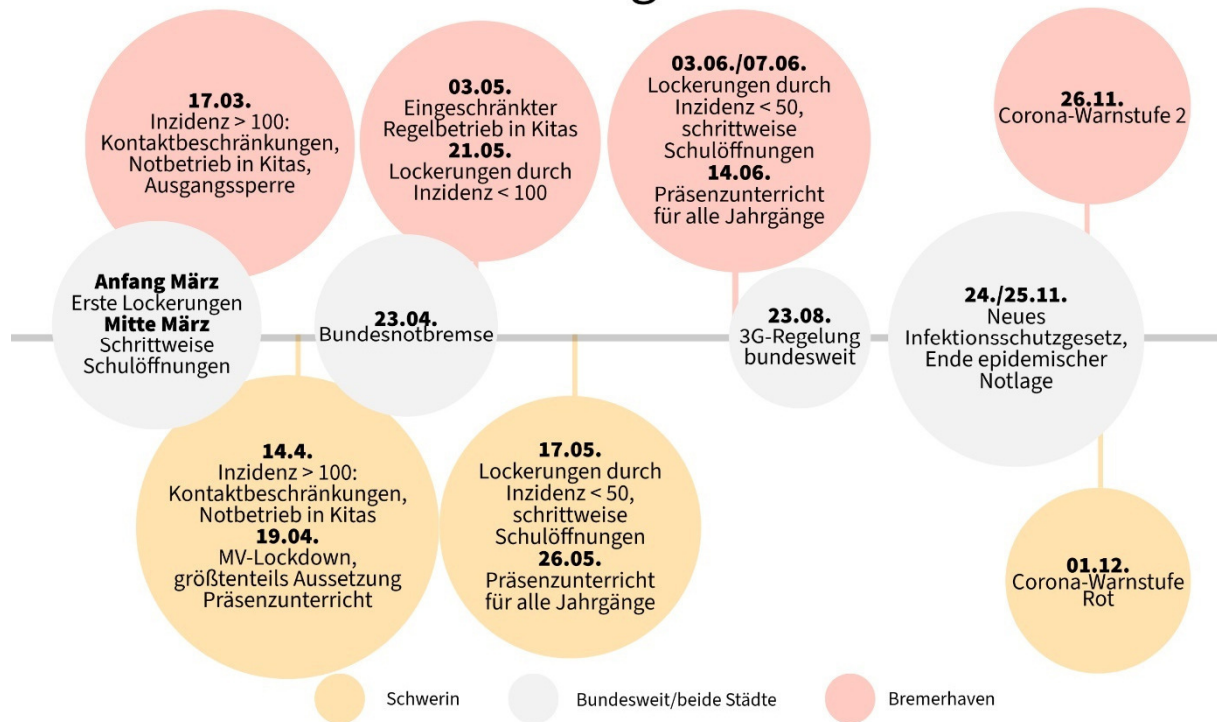 17.03.
Inzidenz > 100:
Kontaktbeschränkungen,
Notbetrieb in Kitas,
Ausgangssperre
03.05.
Eingeschränkter
Regelbetrieb in Kitas
21.05.
Lockerungen durch
Inzidenz < 100
03.06./07.06.
Lockerungen durch
Inzidenz < 50,
schrittweise
Schulöffnungen
14.06.
Präsenzunterricht
für alle Jahrgänge
26.11.
Corona-Warnstufe 2
Anfang März
Erste Lockerungen
Mitte März
Schrittweise
Schulöffnungen
23.04.
Bundesnotbremse
23.08.
3G-Regelung
bundesweit
24./25.11.
Neues
Infektionsschutzgesetz,
Ende epidemischer
Notlage
14.4.
Inzidenz > 100:
Kontaktbeschränkungen,
Notbetrieb in Kitas
19.04.
MV-Lockdown,
größtenteils Aussetzung
Präsenzunterricht
17.05.
Lockerungen durch
Inzidenz < 50,
schrittweise
Schulöffnungen
26.05.
Präsenzunterricht
für alle Jahrgänge
01.12.
Corona-Warnstufe
Rot
Schwerin
Bundesweit/beide Städte
Bremerhaven